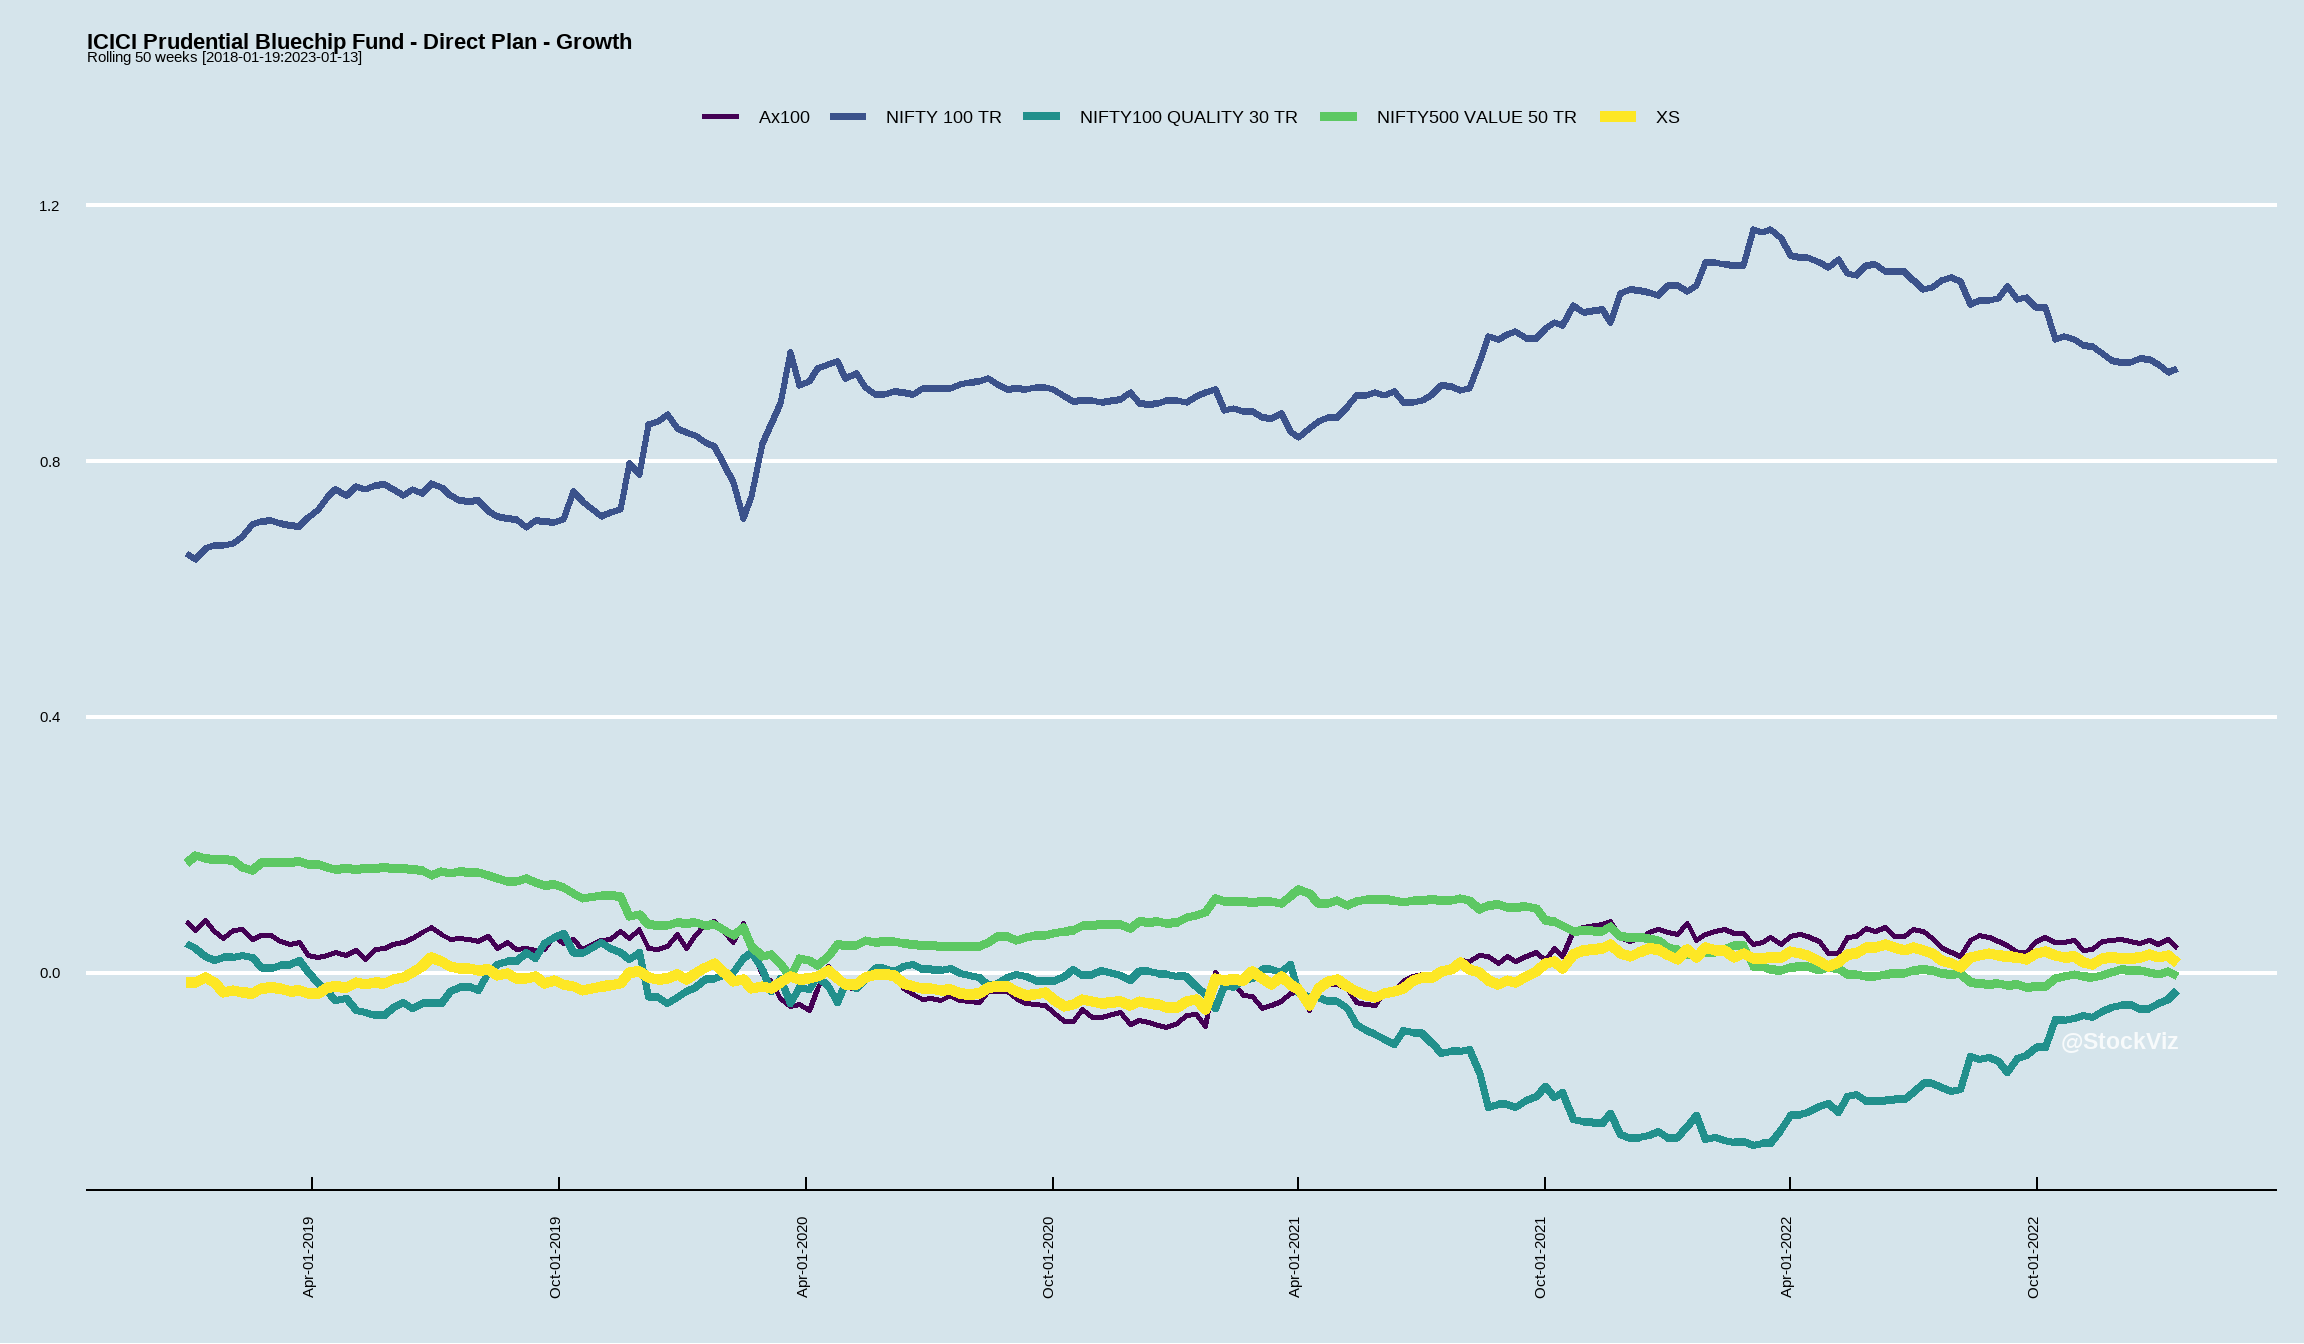 ICICI Prudential Bluechip Fund - Direct Plan - Growth
Rolling 50 weeks [2018-01-19:2023-01-13]
Ax100 NIFTY 100 TR NIFTY100 QUALITY 30 TR NIFTY500 VALUE 50 TR XS
1.2
0.8
0.4
0.0
@StockViz
Apr-01-2019 Oct-01-2019 Apr-01-2020 Oct-01-2020 Apr-01-2021 Oct-01-2021 Apr-01-2022 Oct-01-2022